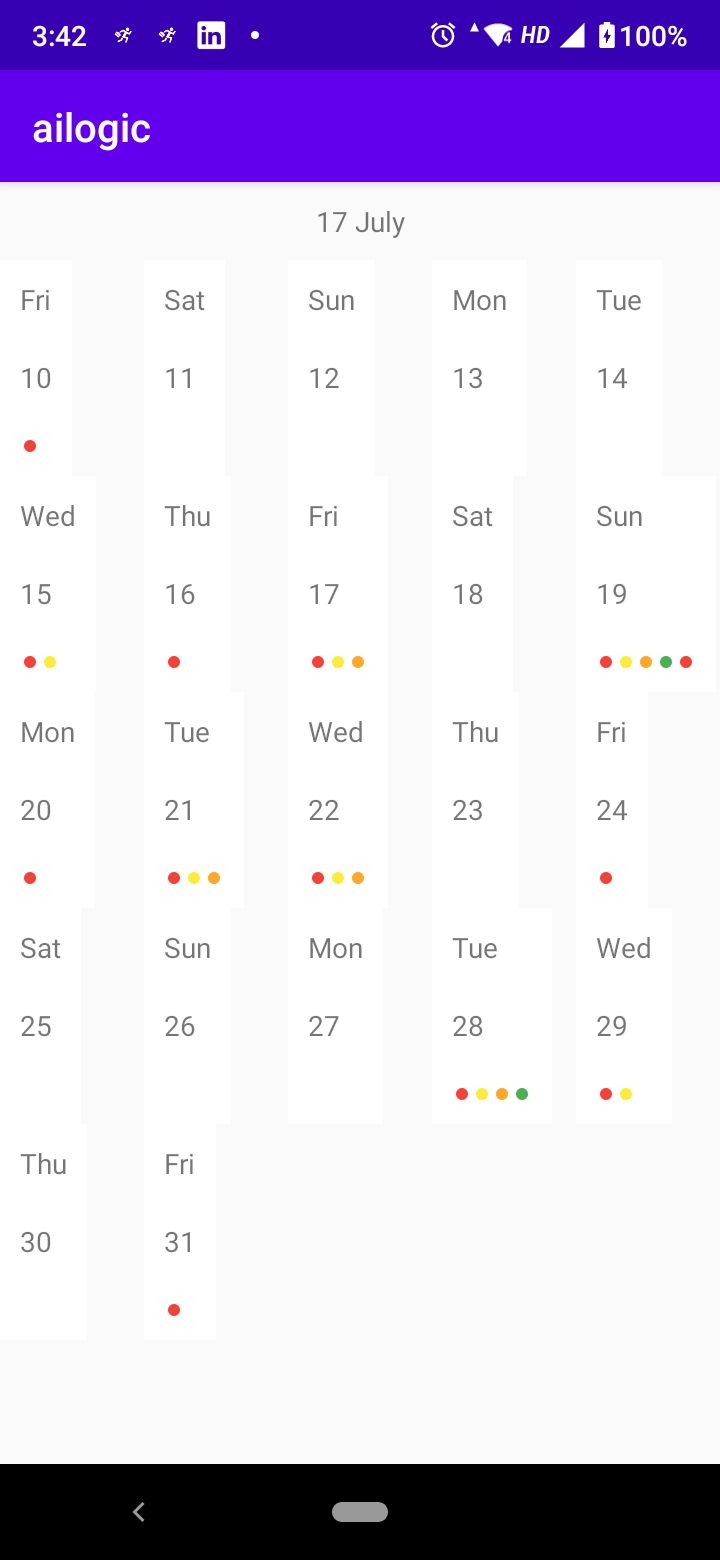 3:42 in 4 HD 100%
ailogic
17 July
Fri Sat Sun Mon Tue
10 11 12 13 14
Wed Thu Fri Sat Sun
15 16 17 18 19
Mon Tue Wed Thu Fri
20 21 22 23 24
Sat Sun Mon Tue Wed
25 26 27 28 29
Thu Fri
30 31